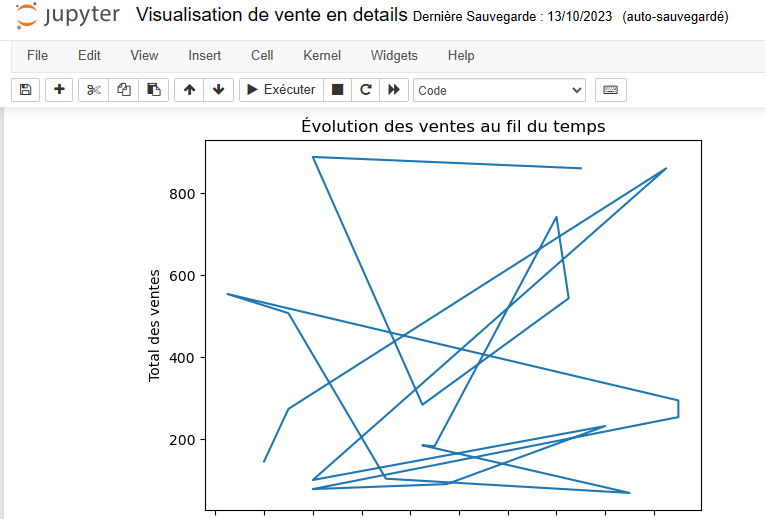 jupyter Visualisation de vente en details Dernière Sauvegarde : 13/10/2023 (auto-sauvegardé)
File Edit View Insert Cell Kernel Widgets Help
Exécuter Code
Évolution des ventes au fil du temps
800
600
Total des ventes
400
200